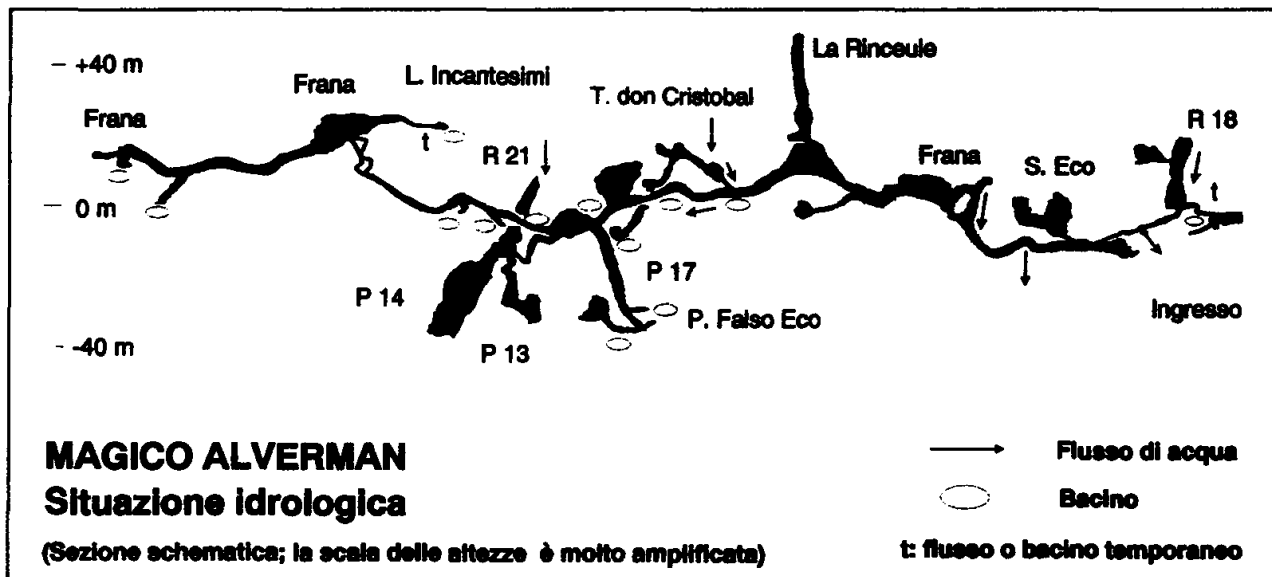 – +40 m
L. Incantesimi
La Rinceule
Frana
T. don Cristobal
Frana
t
R 18
R 21
Frana
S. Eco
t
– 0 m
P 14
P 17
Ingresso
P. Falso Eco
– -40 m
P 13
MAGICO ALVERMAN
Flusso di acqua
Situazione idrologica
Bacino
(Sezione schematica; la scala delle altezze è molto amplificata)
t: flusso o bacino temporaneo